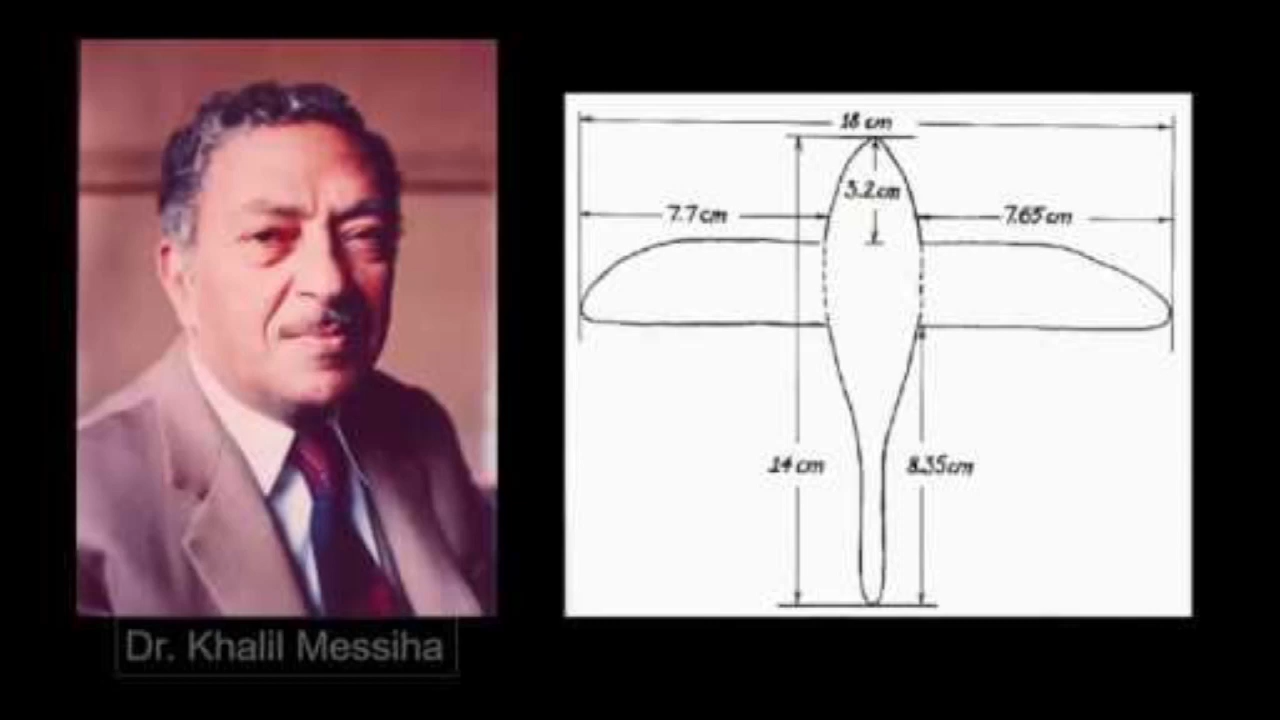 18 cm
3.2 cm
7.7 cm
7.65 cm
14 cm
8.35 cm
Dr. Khalil Messiha